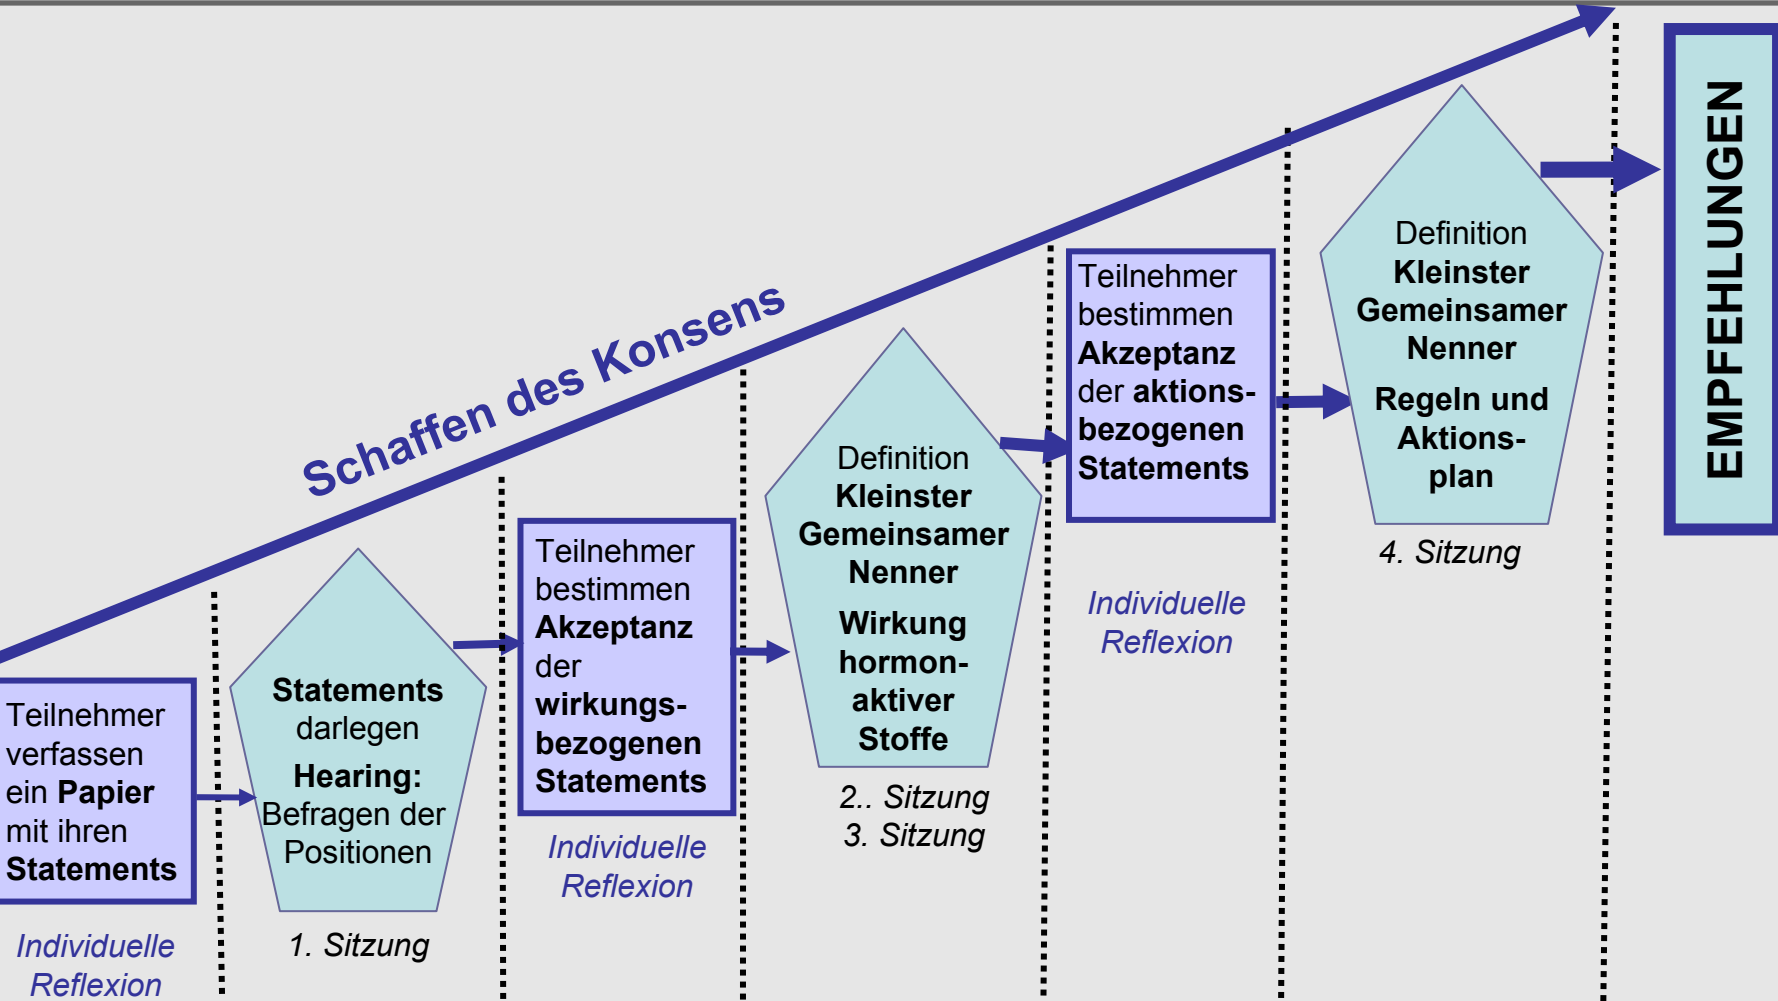 Schaffen des Konsens
Teilnehmer
verfassen
ein Papier
mit ihren
Statements
Individuelle
Reflexion
Statements
darlegen
Hearing:
Befragen der
Positionen
1. Sitzung
Teilnehmer
bestimmen
Akzeptanz
der
wirkungs-
bezogenen
Statements
Individuelle
Reflexion
Definition
Kleinster
Gemeinsamer
Nenner
Wirkung
hormon-
aktiver
Stoffe
2.. Sitzung
3. Sitzung
Teilnehmer
bestimmen
Akzeptanz
der aktions-
bezogenen
Statements
Individuelle
Reflexion
Definition
Kleinster
Gemeinsamer
Nenner
Regeln und
Aktions-
plan
4. Sitzung
EMPFEHLUNGEN